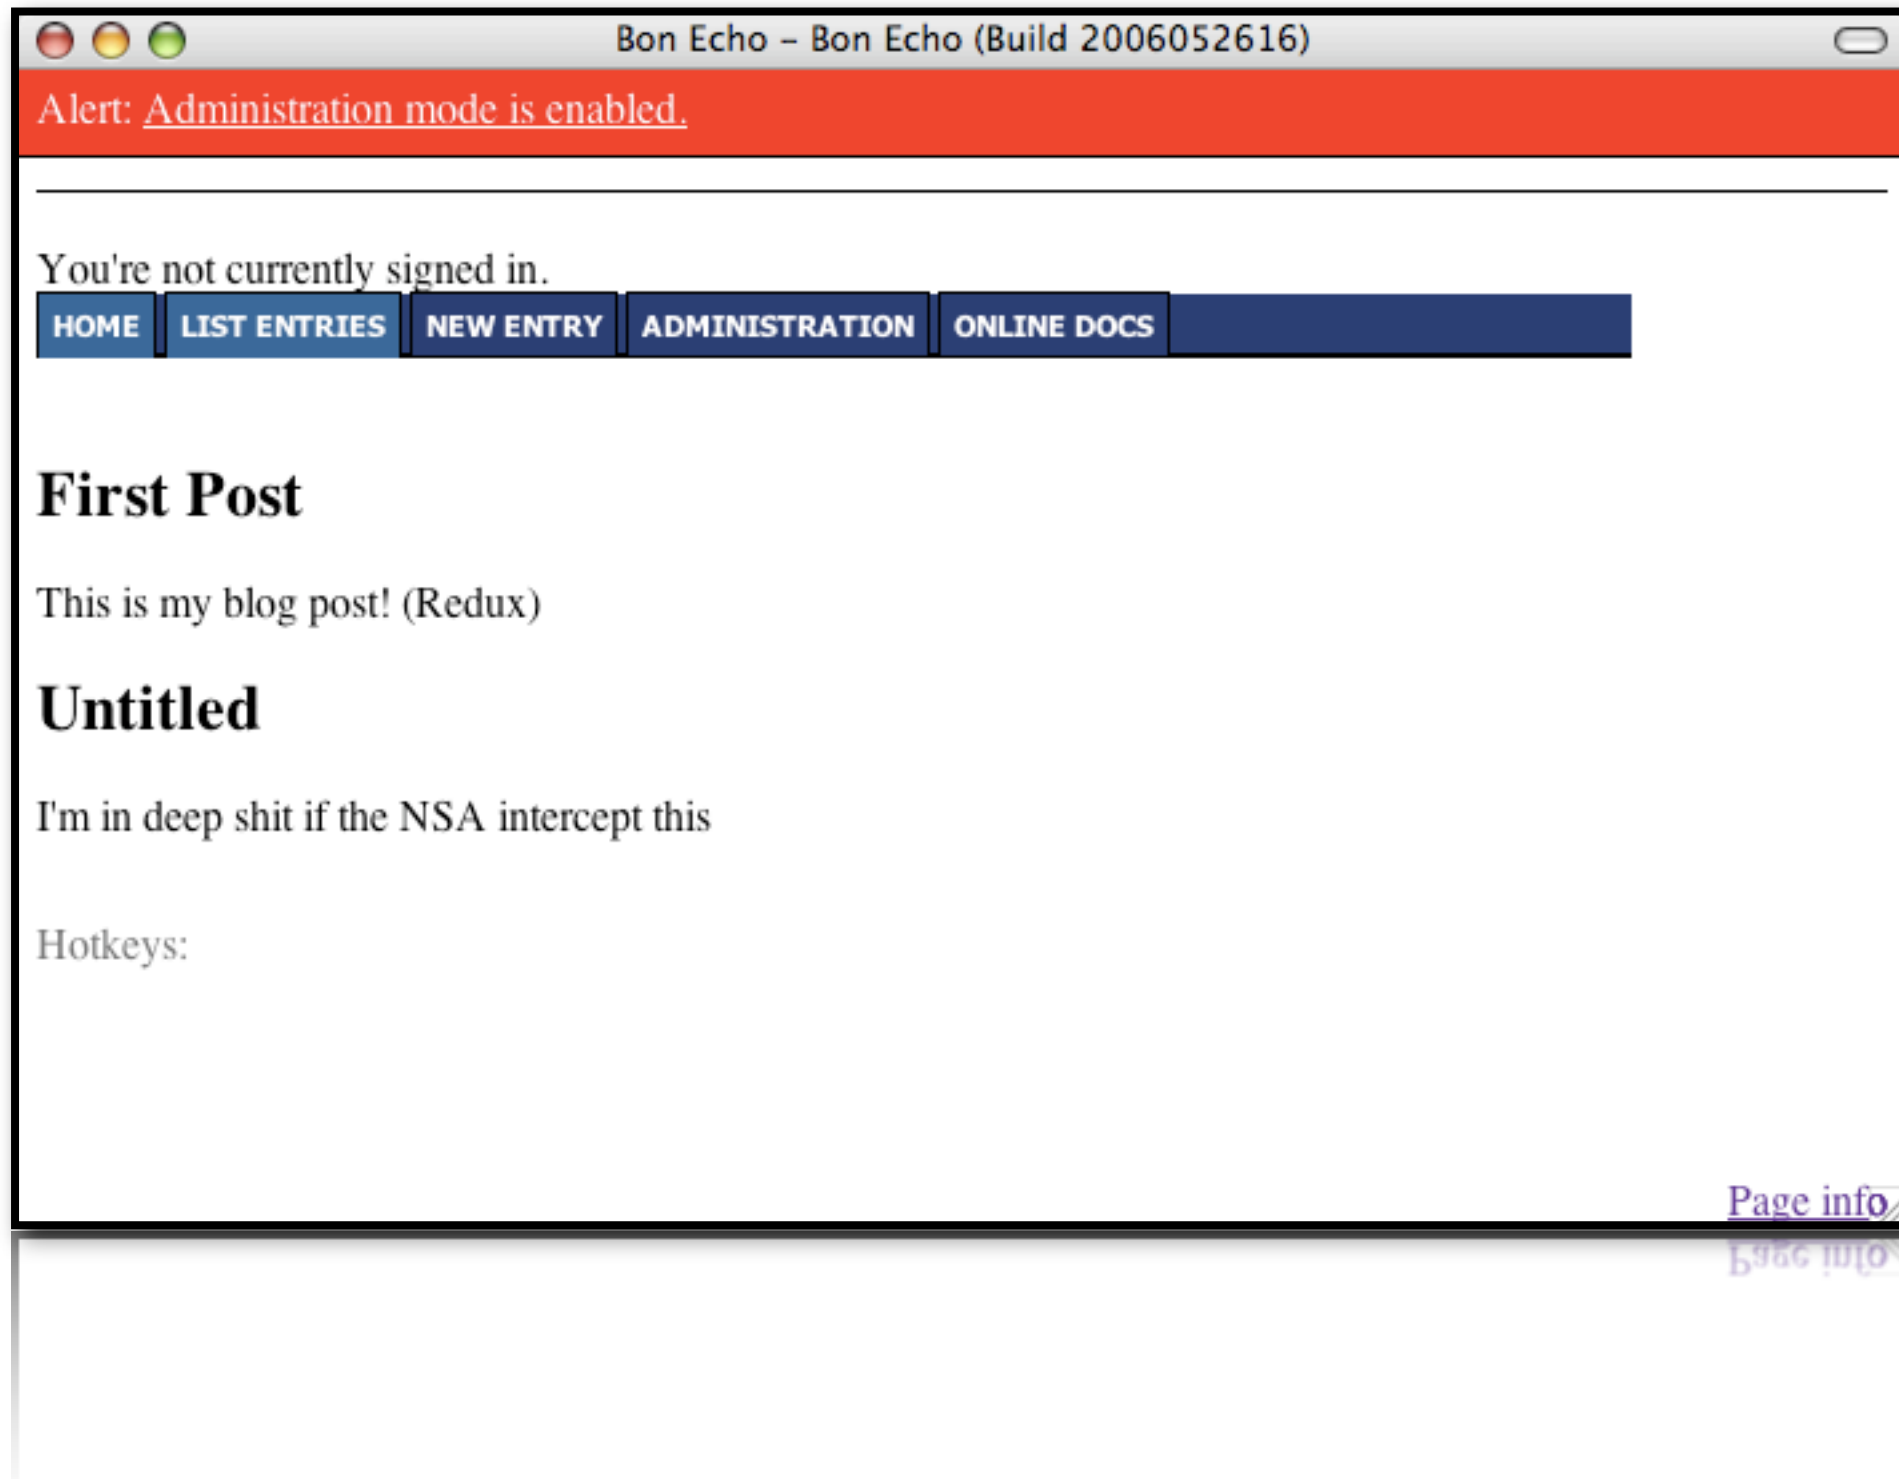 Bon Echo – Bon Echo (Build 2006052616)
Alert: Administration mode is enabled.
You're not currently signed in.
HOME LIST ENTRIES NEW ENTRY ADMINISTRATION ONLINE DOCS
First Post
This is my blog post! (Redux)
Untitled
I'm in deep shit if the NSA intercept this
Hotkeys:
Page info